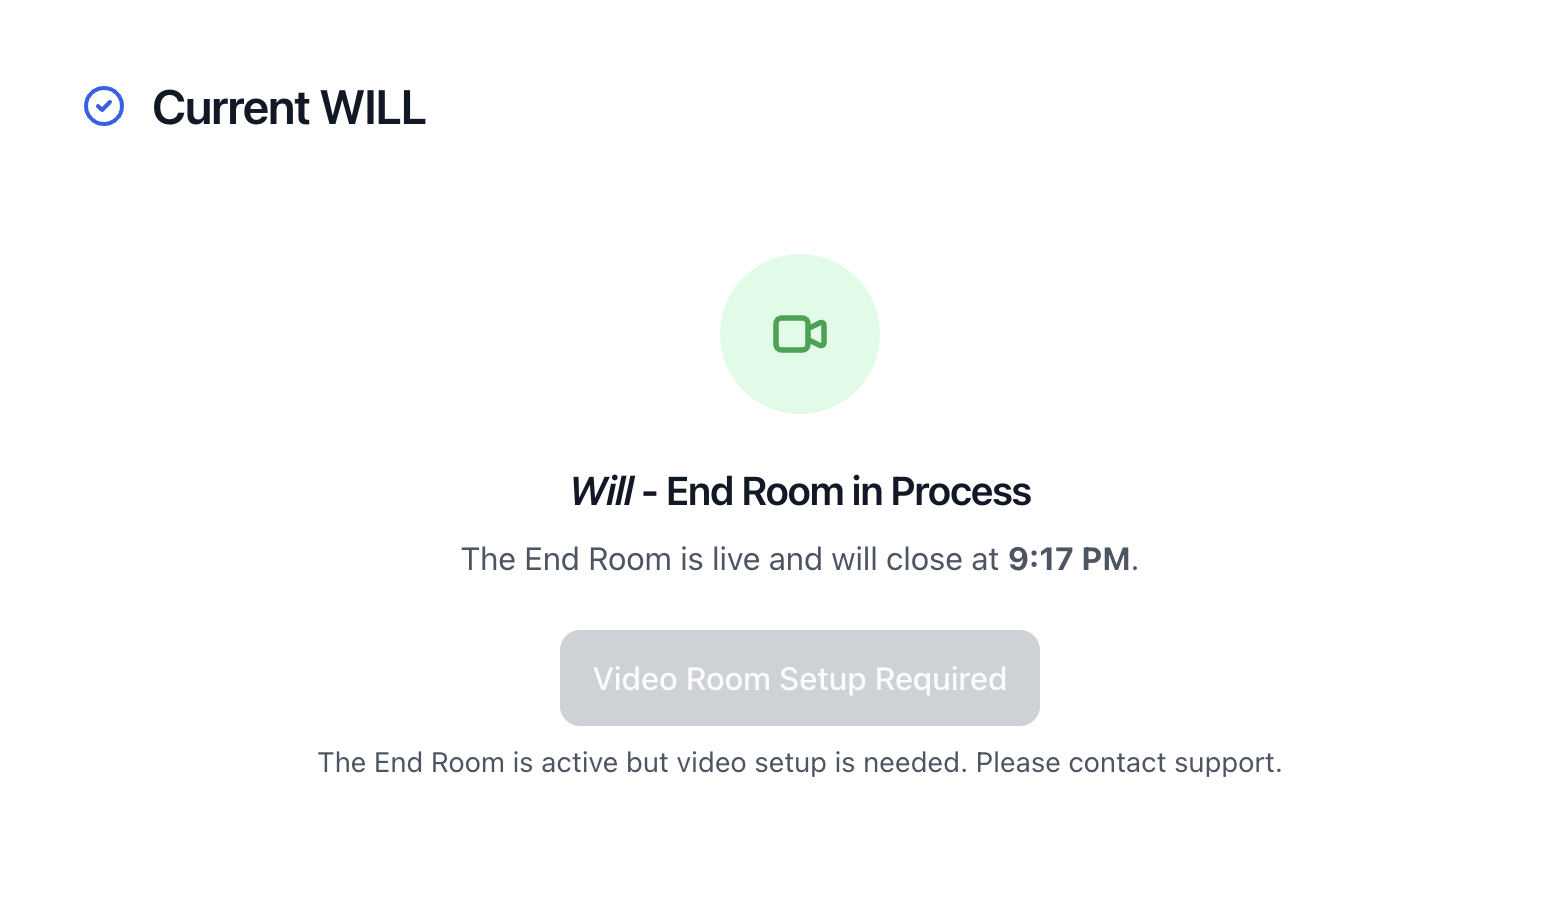 Current WILL
Will - End Room in Process
The End Room is live and will close at 9:17 PM.
Video Room Setup Required
The End Room is active but video setup is needed. Please contact support.